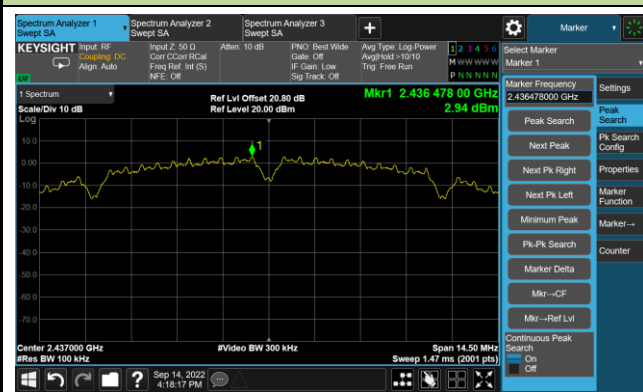 Spectrum Analyzer 1
Swept SA
Spectrum Analyzer 2
Swept SA
Spectrum Analyzer 3
Swept SA
+
Marker
KEYSIGHT
Input: RF
Coupling: DC
Align: Auto
Input Z: 50 Ω
Corr CCorr RCal
Freq Ref: Int (S)
NFE: Off
Atten: 10 dB
PNO: Best Wide
Gate: Off
IF Gain: Low
Sig Track: Off
Avg Type: Log-Power
Avg|Hold:>10/10
Trig: Free Run
1 2 3 4 5 6
M W W W W W
P N N N N N
LXI
Select Marker
Marker 1
1 Spectrum
Scale/Div 10 dB
Log
Ref Lvl Offset 20.80 dB
Ref Level 20.00 dBm
Mkr1 2.436 478 00 GHz
2.94 dBm
1
10.0
0.00
-10.0
-20.0
-30.0
-40.0
-50.0
-60.0
-70.0
Center 2.437000 GHz
#Res BW 100 kHz
#Video BW 300 kHz
Span 14.50 MHz
Sweep 1.47 ms (2001 pts)
Marker Frequency
2.436478000 GHz
Peak Search
Next Peak
Next Pk Right
Next Pk Left
Minimum Peak
Pk-Pk Search
Marker Delta
Mkr→CF
Mkr→Ref Lvl
Continuous Peak
Search
On
Off
Settings
Peak
Search
Pk Search
Config
Properties
Marker
Function
Marker→
Counter
?
Sep 14, 2022
4:18:17 PM